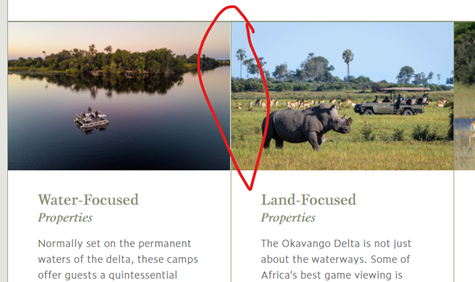 Water-Focused
Properties
Normally set on the permanent
waters of the delta, these camps
offer guests a quintessential
Land-Focused
Properties
The Okavango Delta is not just
about the waterways. Some of
Africa's best game viewing is